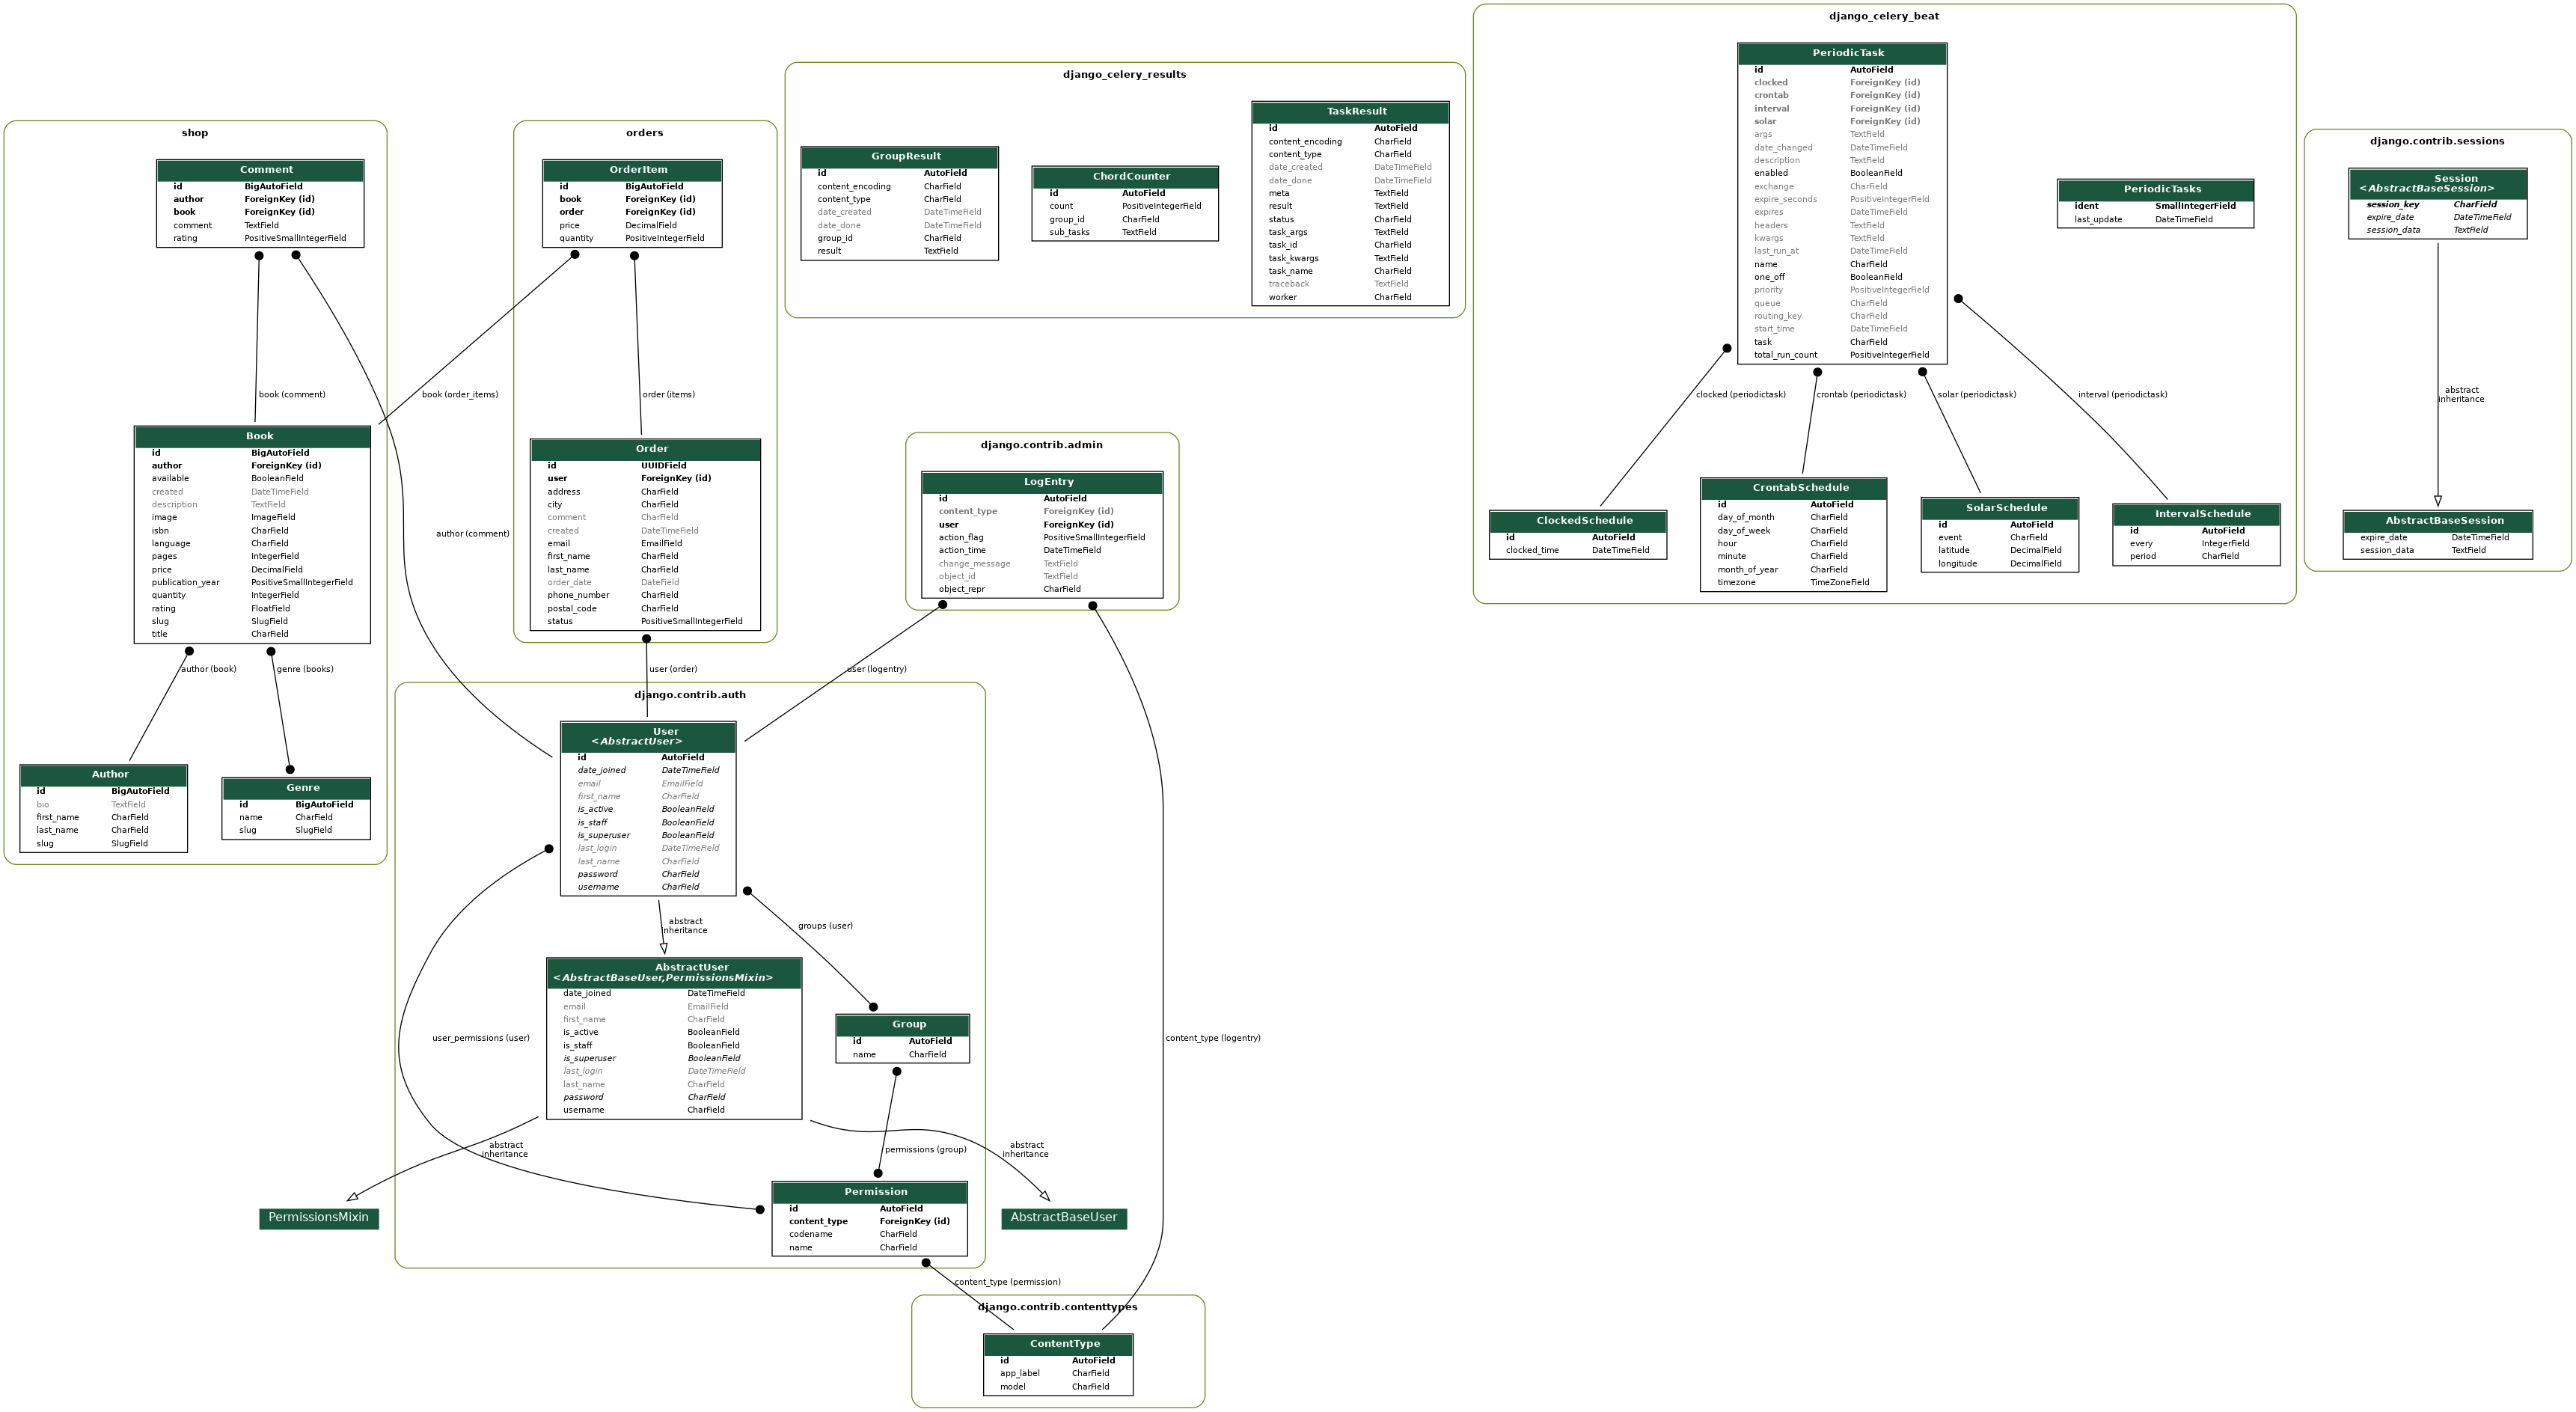 shop
Comment
id BigAutoField
author ForeignKey (id)
book ForeignKey (id)
comment TextField
rating PositiveSmallIntegerField
book (comment)
author (comment)
Book
id BigAutoField
author ForeignKey (id)
available BooleanField
created DateTimeField
description TextField
image ImageField
isbn CharField
language CharField
pages IntegerField
price DecimalField
publication_year PositiveSmallIntegerField
quantity IntegerField
rating FloatField
slug SlugField
title CharField
author (book)
genre (books)
Author
id BigAutoField
bio TextField
first_name CharField
last_name CharField
slug SlugField
Genre
id BigAutoField
name CharField
slug SlugField
orders
OrderItem
id BigAutoField
book ForeignKey (id)
order ForeignKey (id)
price DecimalField
quantity PositiveIntegerField
book (order_items)
order (items)
Order
id UUIDField
user ForeignKey (id)
address CharField
city CharField
comment CharField
created DateTimeField
email EmailField
first_name CharField
last_name CharField
order_date DateField
phone_number CharField
postal_code CharField
status PositiveSmallIntegerField
user (order)
django_celery_results
GroupResult
id AutoField
content_encoding CharField
content_type CharField
date_created DateTimeField
date_done DateTimeField
group_id CharField
result TextField
ChordCounter
id AutoField
count PositiveIntegerField
group_id CharField
sub_tasks TextField
TaskResult
id AutoField
content_encoding CharField
content_type CharField
date_created DateTimeField
date_done DateTimeField
meta TextField
result TextField
status CharField
task_args TextField
task_id CharField
task_kwargs TextField
task_name CharField
traceback TextField
worker CharField
django.contrib.admin
LogEntry
id AutoField
content_type ForeignKey (id)
user ForeignKey (id)
action_flag PositiveSmallIntegerField
action_time DateTimeField
change_message TextField
object_id TextField
object_repr CharField
user (logentry)
content_type (logentry)
django.contrib.auth
User
<AbstractUser>
id AutoField
date_joined DateTimeField
email EmailField
first_name CharField
is_active BooleanField
is_staff BooleanField
is_superuser BooleanField
last_login DateTimeField
last_name CharField
password CharField
username CharField
abstract
inheritance
groups (user)
user_permissions (user)
AbstractUser
<AbstractBaseUser,PermissionsMixin>
date_joined DateTimeField
email EmailField
first_name CharField
is_active BooleanField
is_staff BooleanField
is_superuser BooleanField
last_login DateTimeField
last_name CharField
password CharField
username CharField
Group
id AutoField
name CharField
permissions (group)
abstract
inheritance
abstract
inheritance
PermissionsMixin
AbstractBaseUser
Permission
id AutoField
content_type ForeignKey (id)
codename CharField
name CharField
content_type (permission)
django.contrib.contenttypes
ContentType
id AutoField
app_label CharField
model CharField
django_celery_beat
PeriodicTask
id AutoField
clocked ForeignKey (id)
crontab ForeignKey (id)
interval ForeignKey (id)
solar ForeignKey (id)
args TextField
date_changed DateTimeField
description TextField
enabled BooleanField
exchange CharField
expire_seconds PositiveIntegerField
expires DateTimeField
headers TextField
kwargs TextField
last_run_at DateTimeField
name CharField
one_off BooleanField
priority PositiveIntegerField
queue CharField
routing_key CharField
start_time DateTimeField
task CharField
total_run_count PositiveIntegerField
PeriodicTasks
ident SmallIntegerField
last_update DateTimeField
clocked (periodictask)
crontab (periodictask)
solar (periodictask)
interval (periodictask)
ClockedSchedule
id AutoField
clocked_time DateTimeField
CrontabSchedule
id AutoField
day_of_month CharField
day_of_week CharField
hour CharField
minute CharField
month_of_year CharField
timezone TimeZoneField
SolarSchedule
id AutoField
event CharField
latitude DecimalField
longitude DecimalField
IntervalSchedule
id AutoField
every IntegerField
period CharField
django.contrib.sessions
Session
<AbstractBaseSession>
session_key CharField
expire_date DateTimeField
session_data TextField
abstract
inheritance
AbstractBaseSession
expire_date DateTimeField
session_data TextField